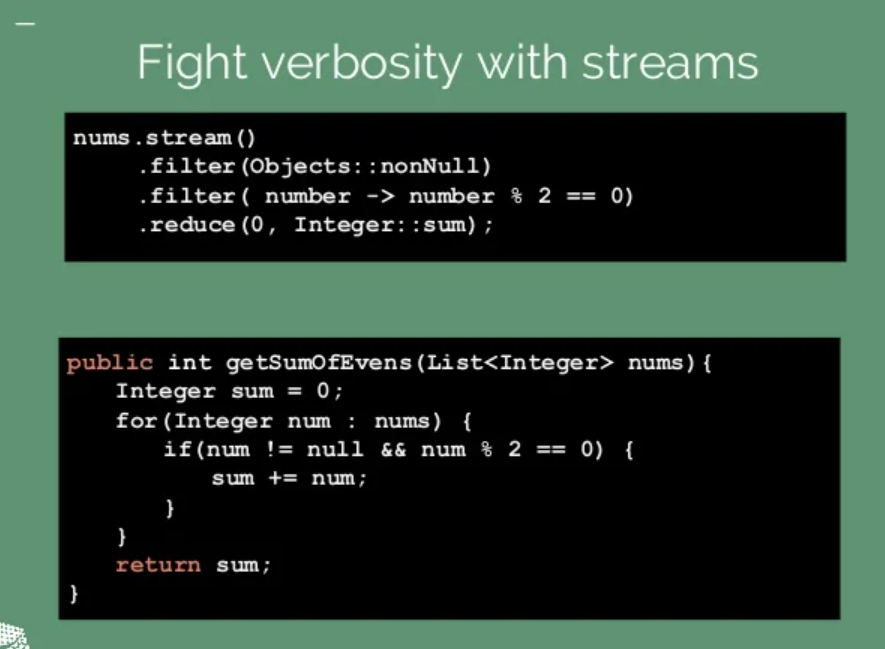 Fight verbosity with streams
nums.stream()
.filter(Objects::nonNull)
.filter( number -> number % 2 == 0)
.reduce(0, Integer::sum);
public int getSumOfEvens(List<Integer> nums){
Integer sum = 0;
for(Integer num : nums) {
if(num != null && num % 2 == 0) {
sum += num;
}
}
return sum;
}